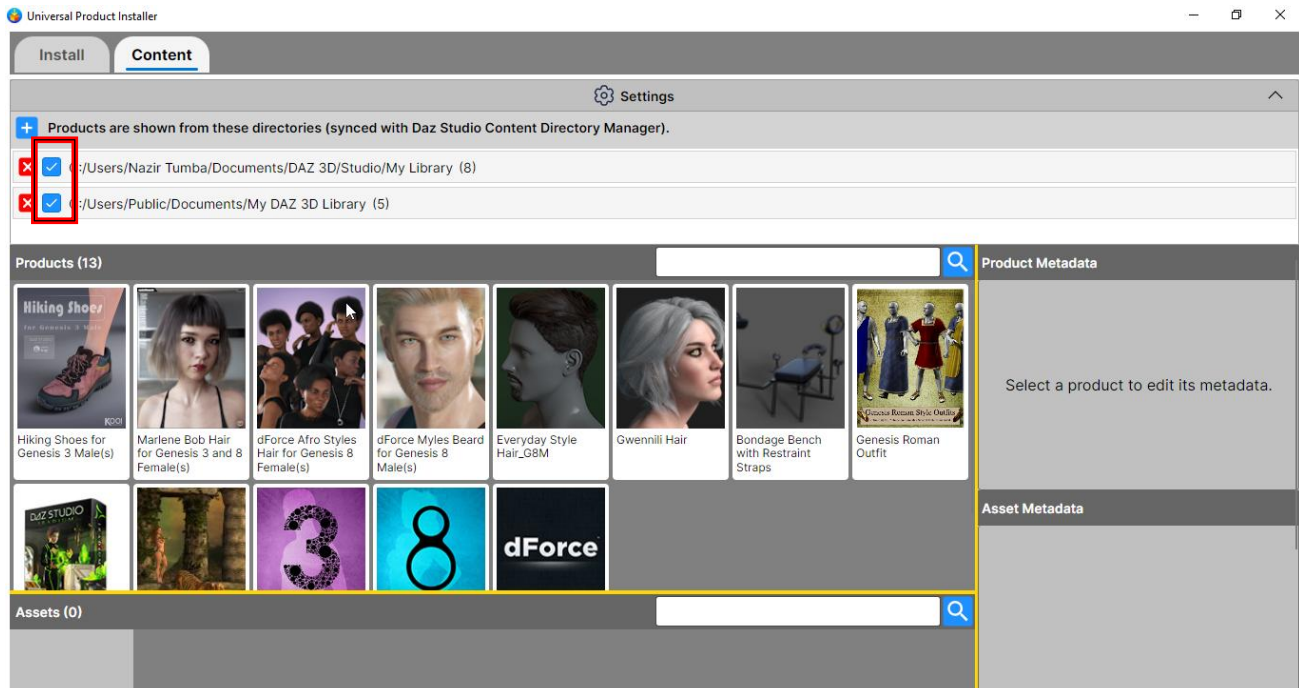 Universal Product Installer
Install
Content
Settings
Products are shown from these directories (synced with Daz Studio Content Directory Manager).
:/Users/Nazir Tumba/Documents/DAZ 3D/Studio/My Library (8)
:/Users/Public/Documents/My DAZ 3D Library (5)
Products (13)
Product Metadata
Hiking Shoes
for Genesis 3 Male
Genesis Roman Style Outfits
Hiking Shoes for
Genesis 3 Male(s)
Marlene Bob Hair
for Genesis 3 and 8
Female(s)
dForce Afro Styles
Hair for Genesis 8
Female(s)
dForce Myles Beard
for Genesis 8
Male(s)
Everyday Style
Hair_G8M
Gwennili Hair
Bondage Bench
with Restraint
Straps
Genesis Roman
Outfit
Select a product to edit its metadata.
DAZ STUDIO
3
8
dForce
Asset Metadata
Assets (0)